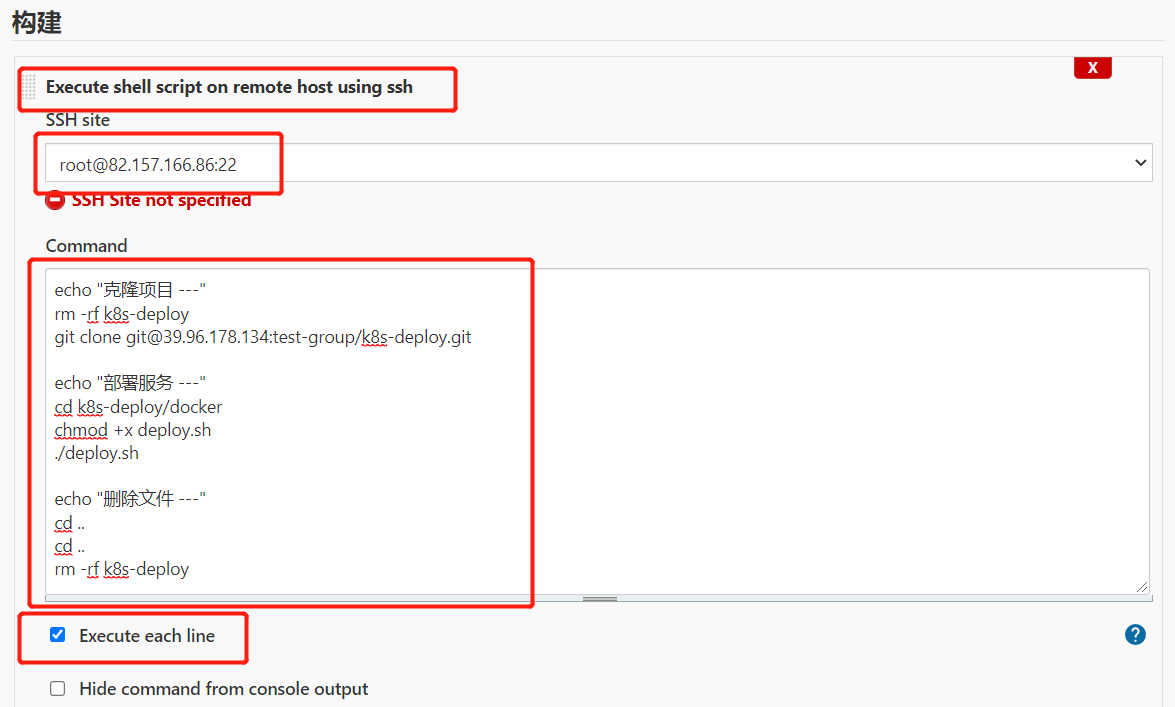 构建
Execute shell script on remote host using ssh
X
SSH site
root@82.157.166.86:22
SSH Site not specified
Command
echo "克隆项目 ---"
rm -rf k8s-deploy
git clone git@39.96.178.134:test-group/k8s-deploy.git
echo "部署服务 ---"
cd k8s-deploy/docker
chmod +x deploy.sh
./deploy.sh
echo "删除文件 ---"
cd ..
cd ..
rm -rf k8s-deploy
Execute each line
?
Hide command from console output